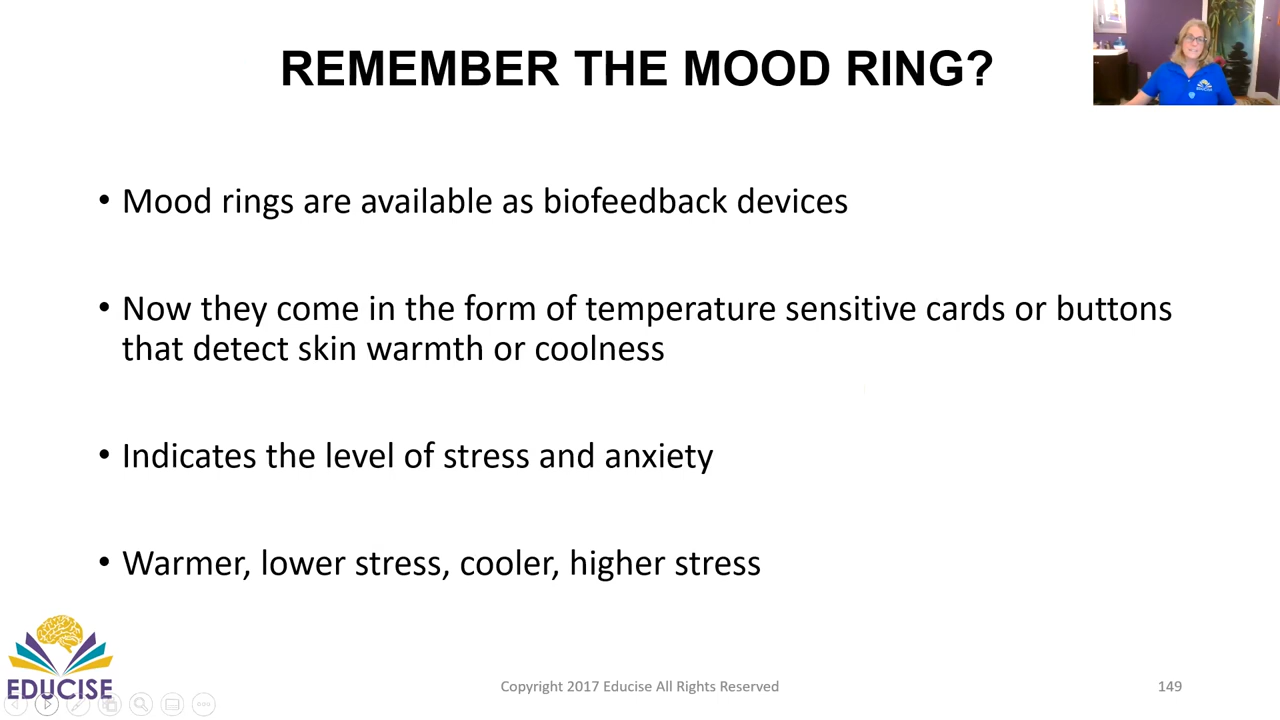 REMEMBER THE MOOD RING?
• Mood rings are available as biofeedback devices
• Now they come in the form of temperature sensitive cards or buttons
that detect skin warmth or coolness
• Indicates the level of stress and anxiety
• Warmer, lower stress, cooler, higher stress
EDUCISE
Copyright 2017 Educise All Rights Reserved
149